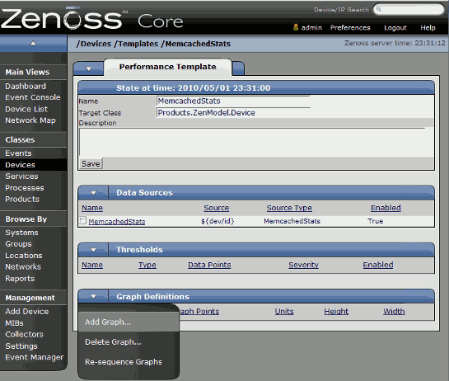 Zenoss Core
Device/IP Search
admin Preferences Logout Help
/Devices /Templates /MemcachedStats
Zenoss server time: 23:31:12
Main Views
Dashboard
Event Console
Device List
Network Map
Classes
Events
Devices
Services
Processes
Products
Browse By
Systems
Groups
Locations
Networks
Reports
Management
Add Device
MIBs
Collectors
Settings
Event Manager
Performance Template
State at time: 2010/05/01 23:31:00
Name MemcachedStats
Target Class Products.ZenModel.Device
Description
Save
Data Sources
Name Source Source Type Enabled
MemcachedStats ${dev/id} MemcachedStats True
Thresholds
Name Type Data Points Severity Enabled
Graph Definitions
Graph Points Units Height Width
Add Graph...
Delete Graph...
Re-sequence Graphs